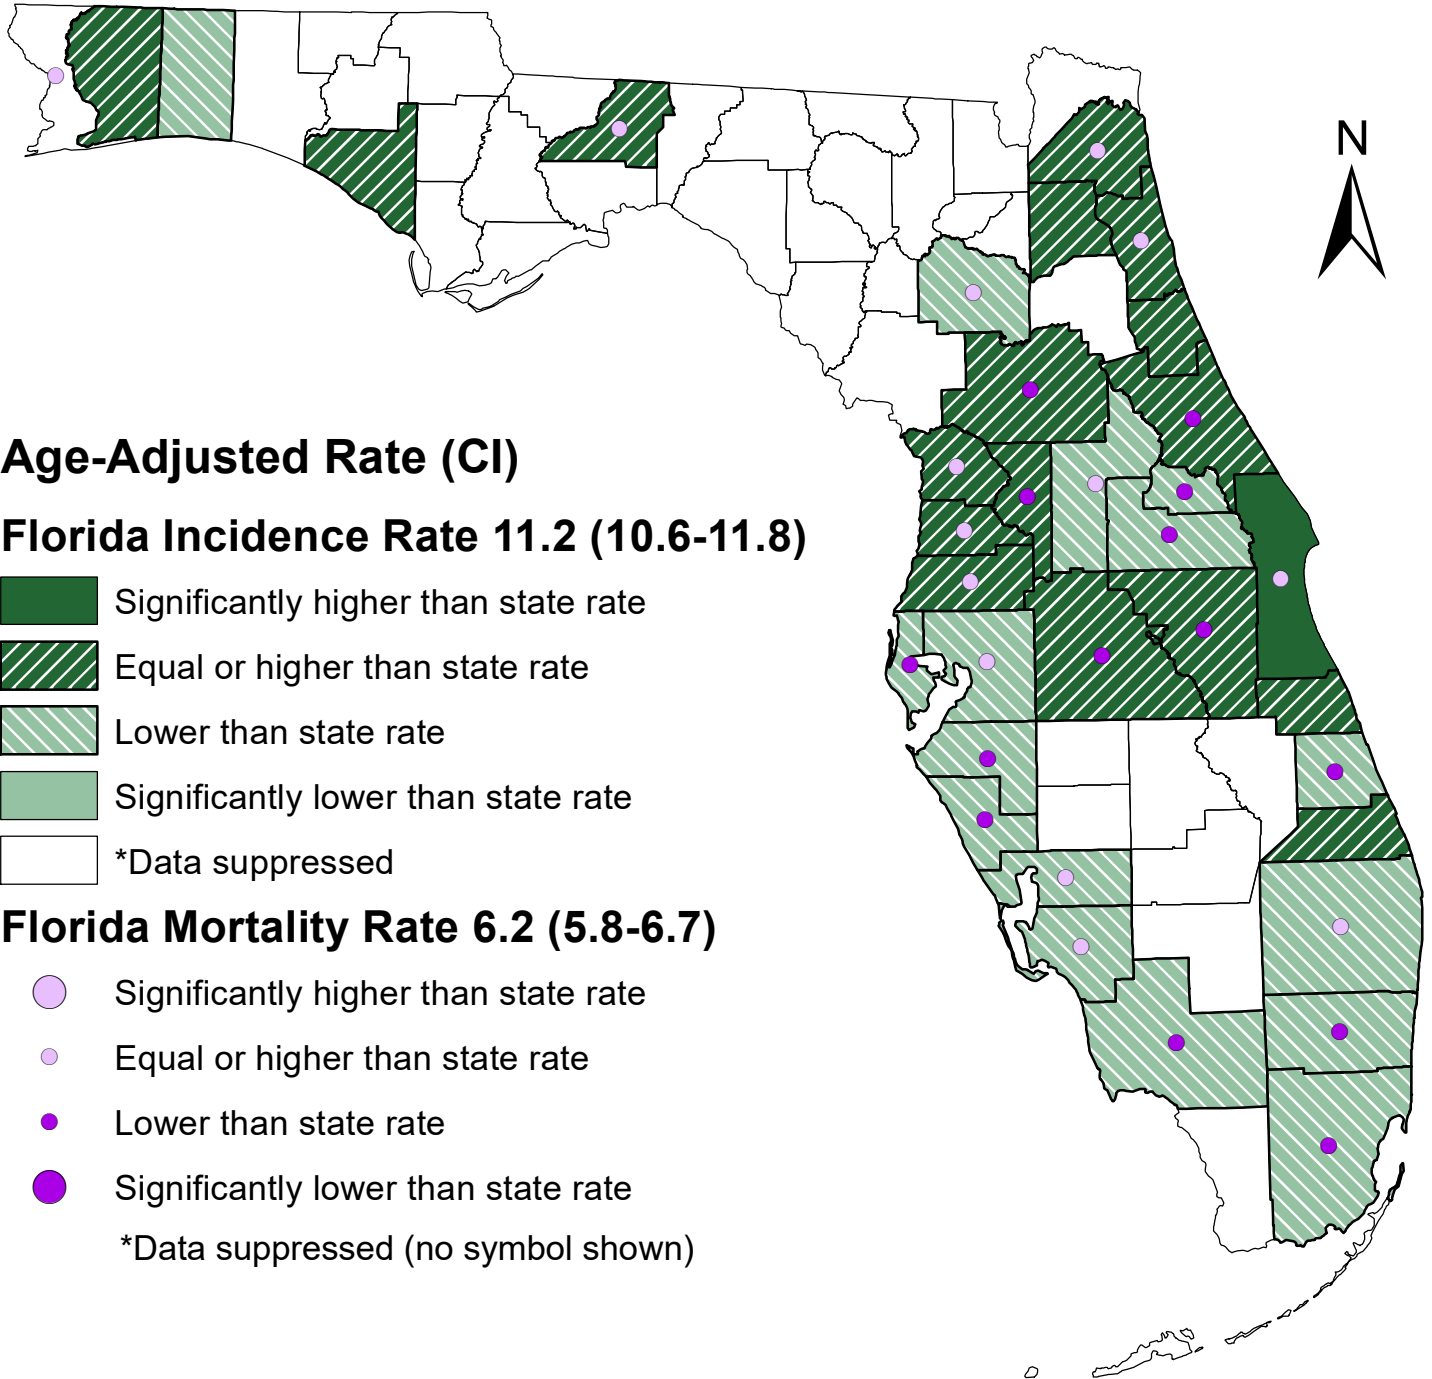 N
Age-Adjusted Rate (CI)
Florida Incidence Rate 11.2 (10.6-11.8)
Significantly higher than state rate
Equal or higher than state rate
Lower than state rate
Significantly lower than state rate
*Data suppressed
Florida Mortality Rate 6.2 (5.8-6.7)
Significantly higher than state rate
Equal or higher than state rate
Lower than state rate
Significantly lower than state rate
*Data suppressed (no symbol shown)